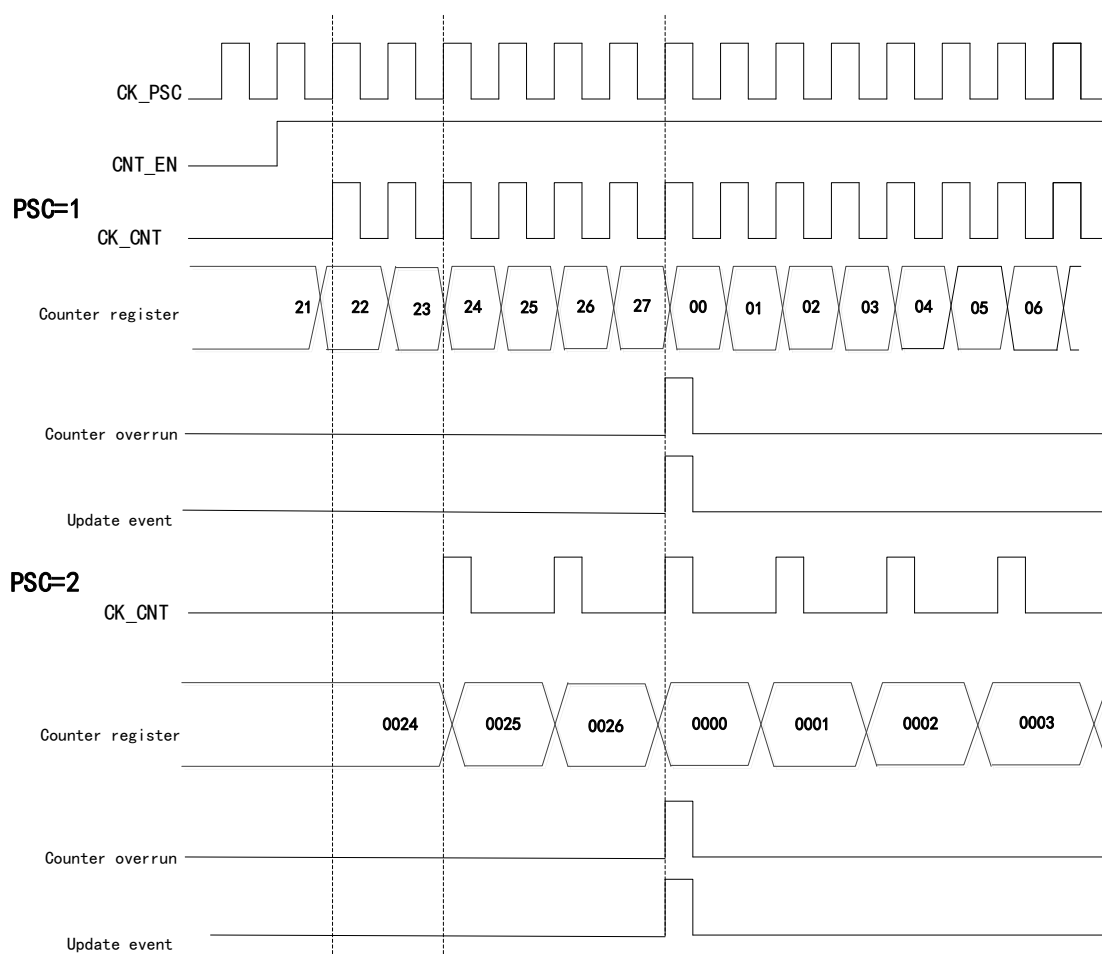 CK_PSC
CNT_EN
PSC=1
CK_CNT
Counter register
21 22 23 24 25 26 27 00 01 02 03 04 05 06
Counter overrun
Update event
PSC=2
CK_CNT
Counter register
0024 0025 0026 0000 0001 0002 0003
Counter overrun
Update event